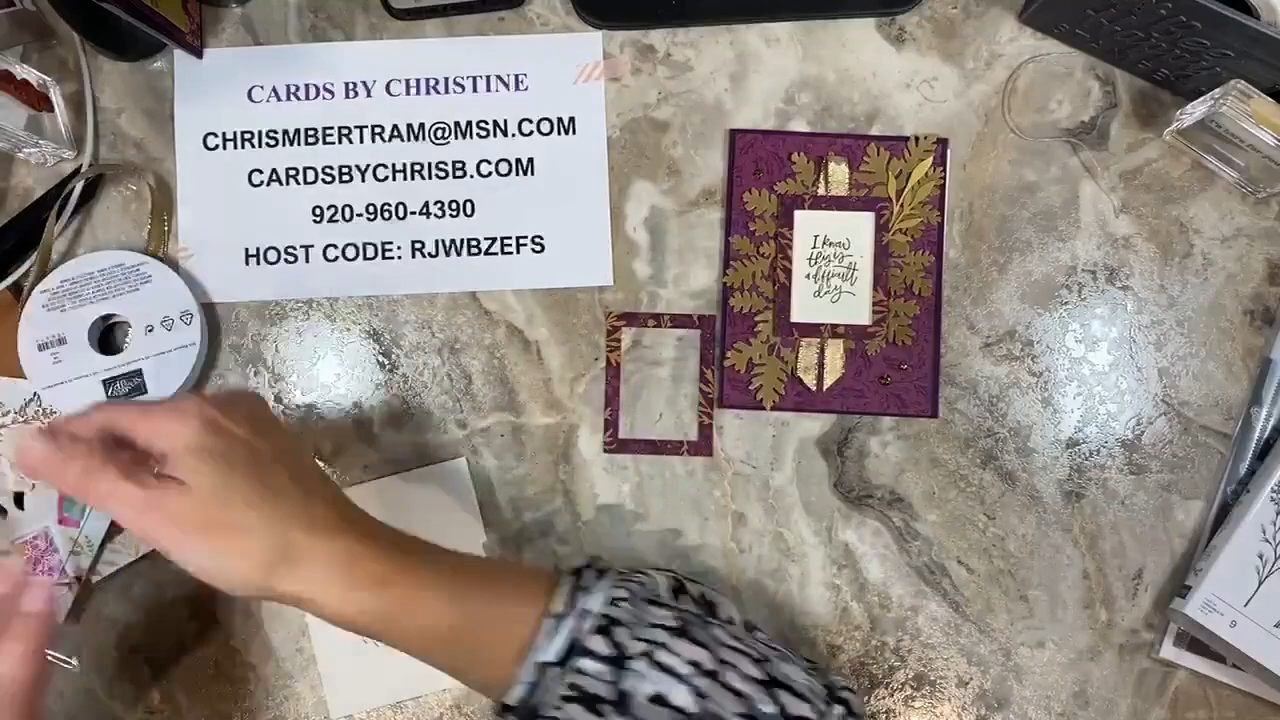 CARDS BY CHRISTINE
CHRISMBERTRAM@MSN.COM
CARDSBYCHRISB.COM
920-960-4390
HOST CODE: RJWBZEFS
I know
this is
a difficult
day
9